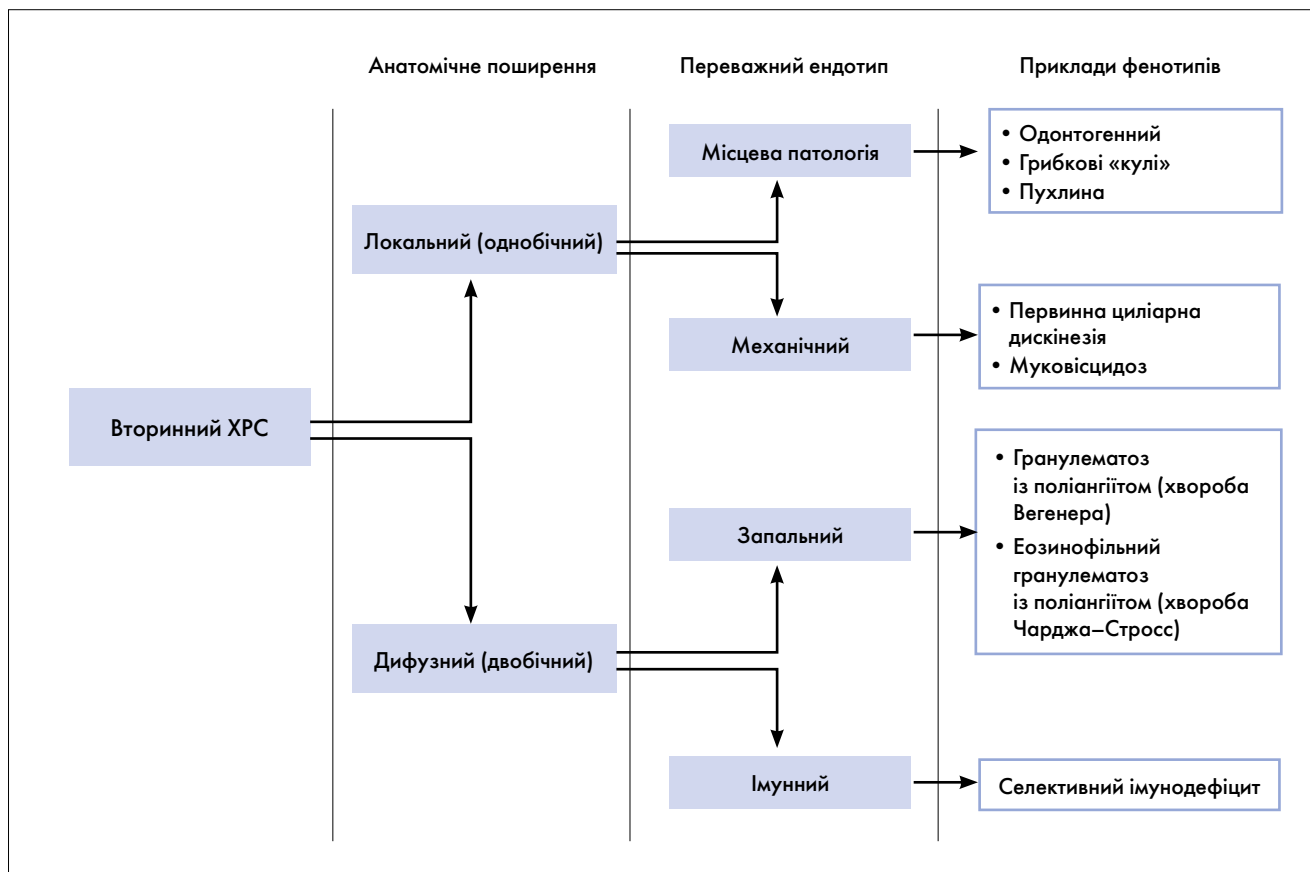 Анатомічне поширення
Переважний ендотип
Приклади фенотипів
Місцева патологія
• Одонтогенний
• Грибкові «кулі»
• Пухлина
Локальний (однобічний)
Механічний
• Первинна циліарна
дискінезія
• Муковісцидоз
Вторинний ХРС
Запальний
• Гранулематоз
із поліангіїтом (хвороба
Вегенера)
• Еозинофільний
гранулематоз
із поліангіїтом (хвороба
Чарджа–Стросс)
Дифузний (двобічний)
Імунний
Селективний імунодефіцит